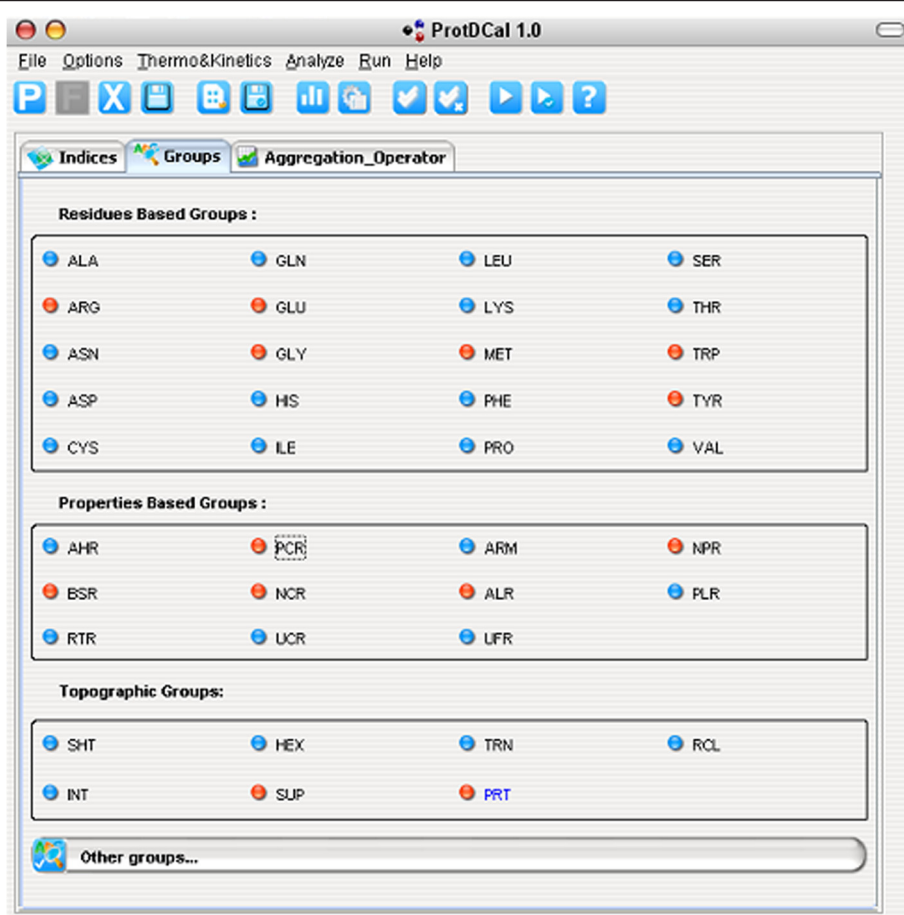 ProtDCal 1.0
File Options Thermo&Kinetics Analyze Run Help
P F X ?
Indices Groups Aggregation_Operator
Residues Based Groups :
ALA GLN LEU SER
ARG GLU LYS THR
ASN GLY MET TRP
ASP HIS PHE TYR
CYS ILE PRO VAL
Properties Based Groups :
AHR PCR ARM NPR
BSR NCR ALR PLR
RTR UCR UFR
Topographic Groups:
SHT HEX TRN RCL
INT SUP PRT
Other groups...